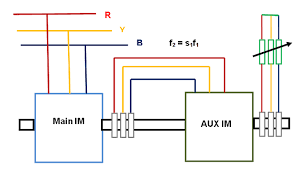 R
Y
B
f₂ = s₁f₁
Main IM
AUX IM